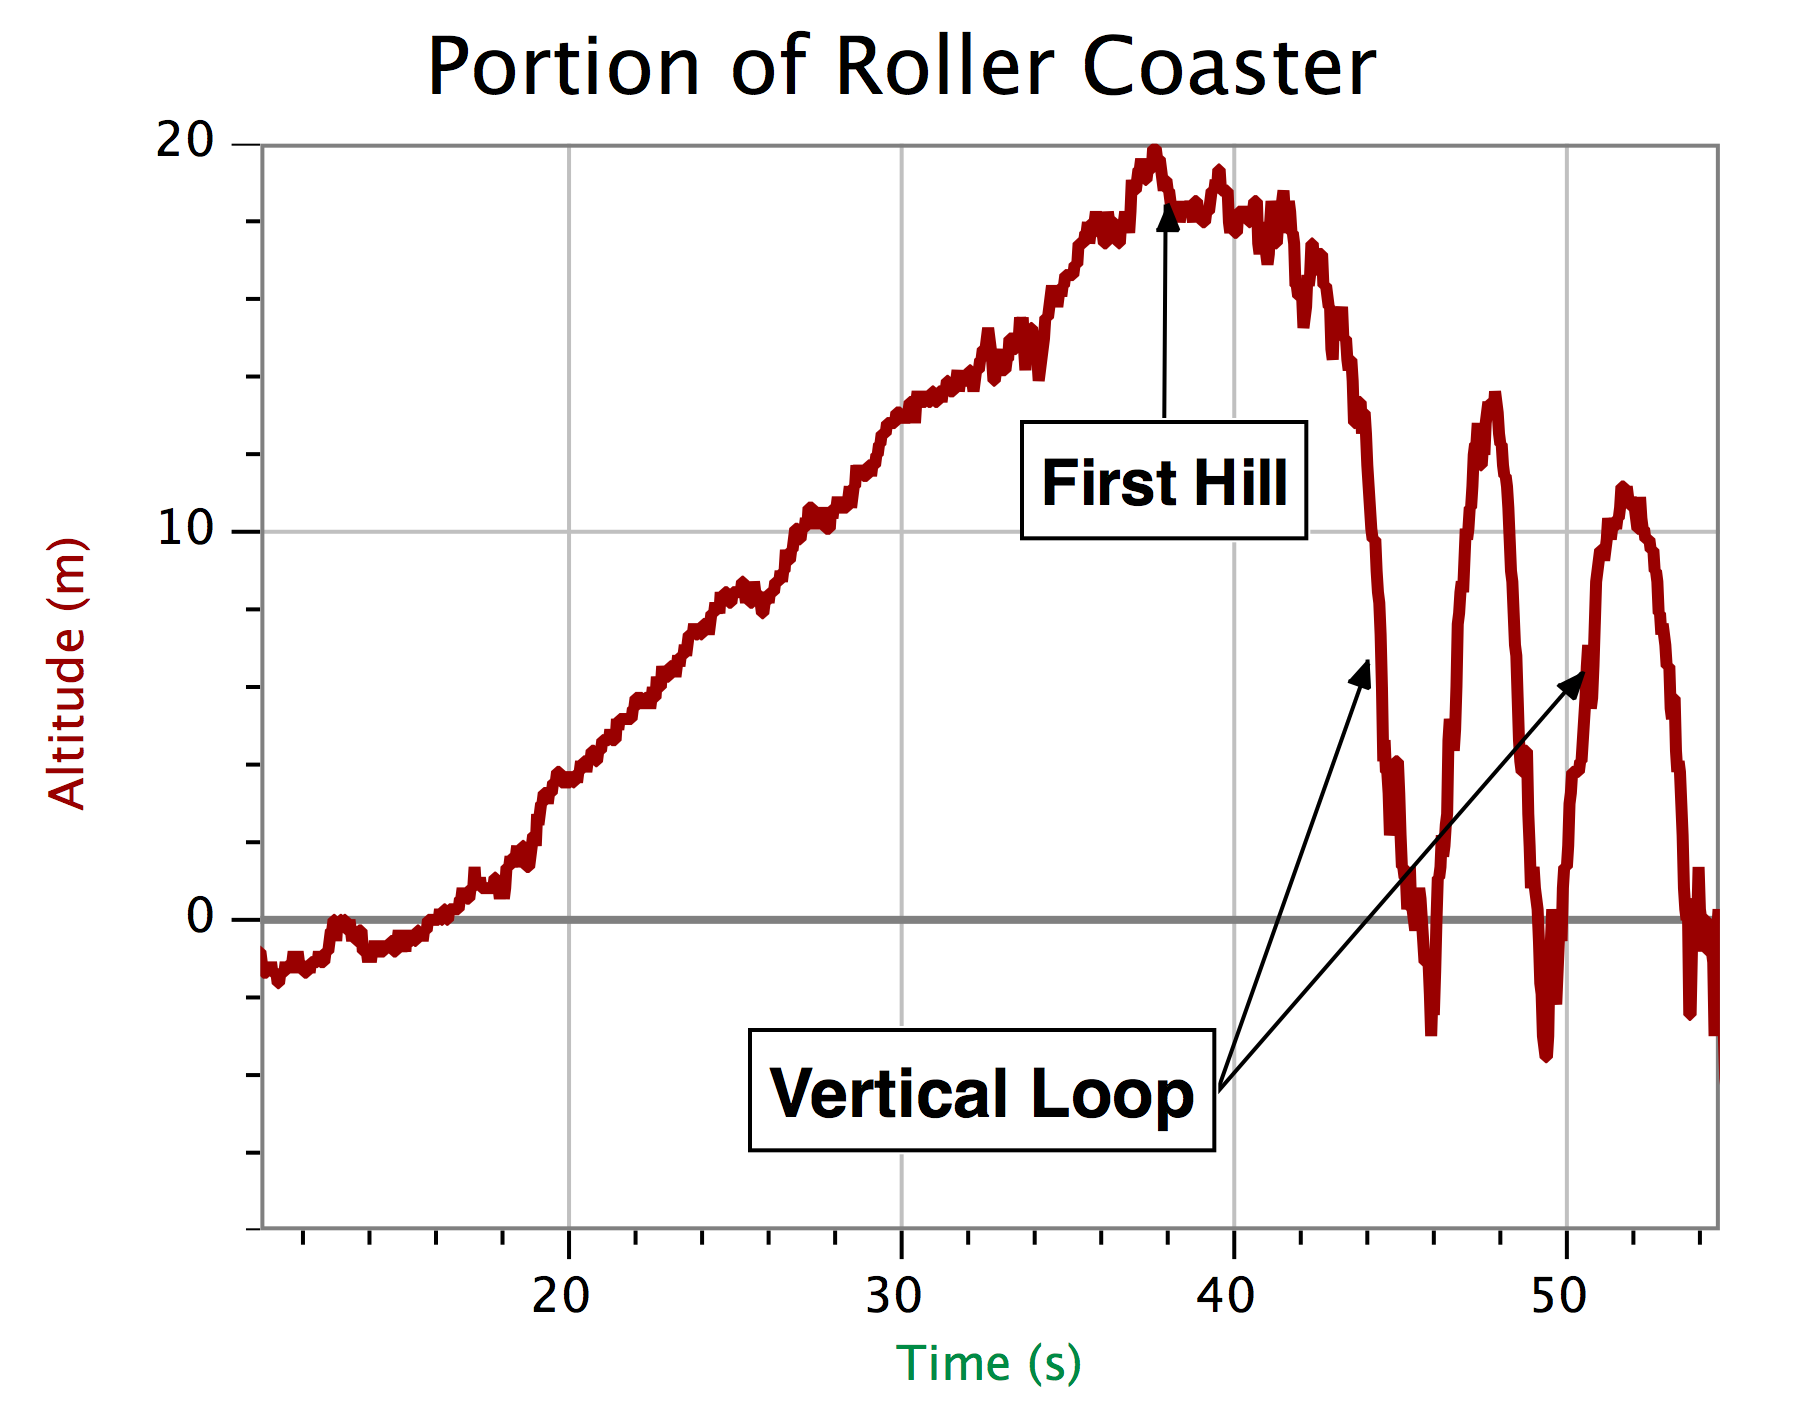 Portion of Roller Coaster
20
10
0
Altitude (m)
First Hill
Vertical Loop
20 30 40 50
Time (s)